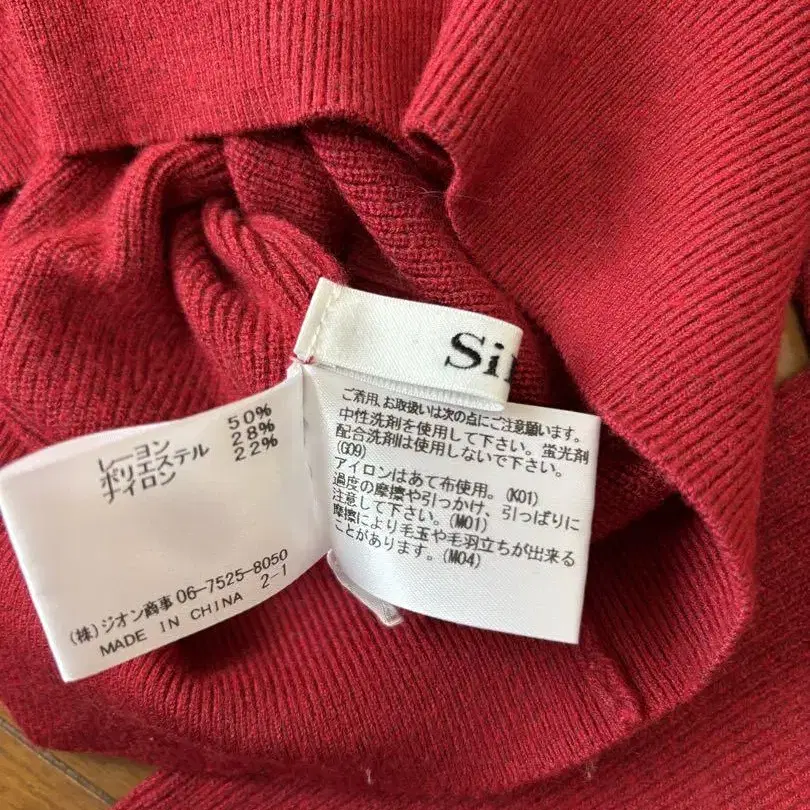 Si
レーヨン 50%
ポリエステル 28%
ナイロン 22%
(株)ジオン商事 06-7525-8050
MADE IN CHINA 2-1
ご着用、お取扱いは次の点にご注意願います。
中性洗剤を使用して下さい。蛍光剤
配合洗剤は使用しないで下さい。
(G09)
アイロンはあて布使用。(K01)
過度の摩擦や引っかけ、引っぱりに
注意して下さい。(M01)
摩擦により毛玉や毛羽立ちが出来る
ことがあります。(M04)